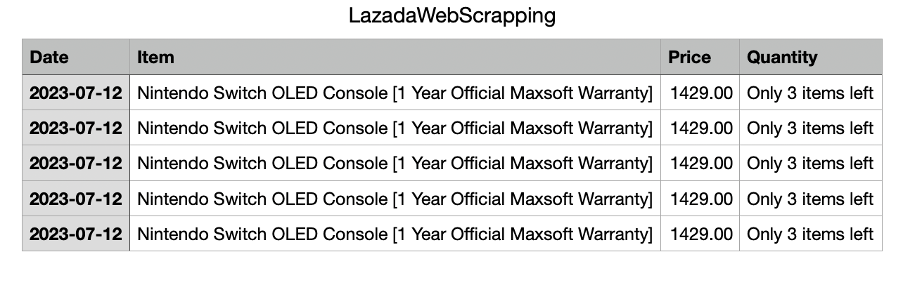 LazadaWebScrapping
Date Item Price Quantity
2023-07-12 Nintendo Switch OLED Console [1 Year Official Maxsoft Warranty] 1429.00 Only 3 items left
2023-07-12 Nintendo Switch OLED Console [1 Year Official Maxsoft Warranty] 1429.00 Only 3 items left
2023-07-12 Nintendo Switch OLED Console [1 Year Official Maxsoft Warranty] 1429.00 Only 3 items left
2023-07-12 Nintendo Switch OLED Console [1 Year Official Maxsoft Warranty] 1429.00 Only 3 items left
2023-07-12 Nintendo Switch OLED Console [1 Year Official Maxsoft Warranty] 1429.00 Only 3 items left